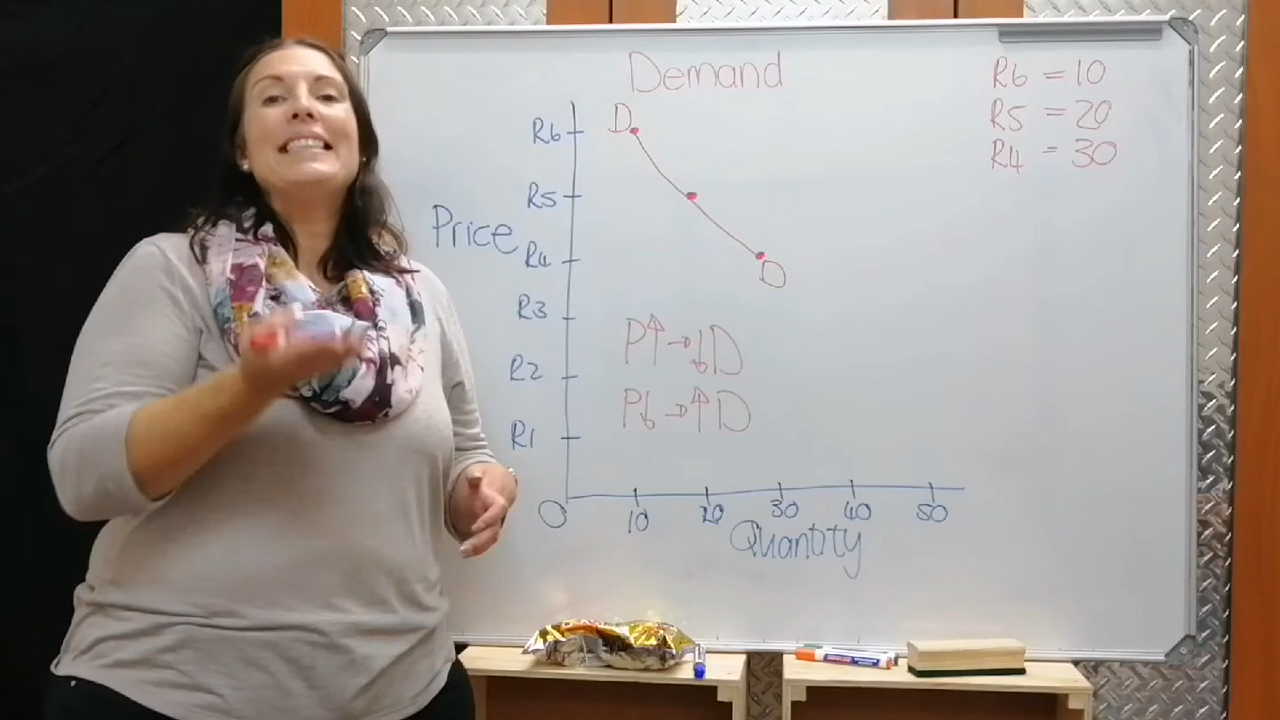 Demand
R6 = 10
R5 = 20
R4 = 30
D
R6
R5
Price
R4
D
R3
P↑→↓D
R2
P↓→↑D
R1
O
10 20 30 40 50
Quantity